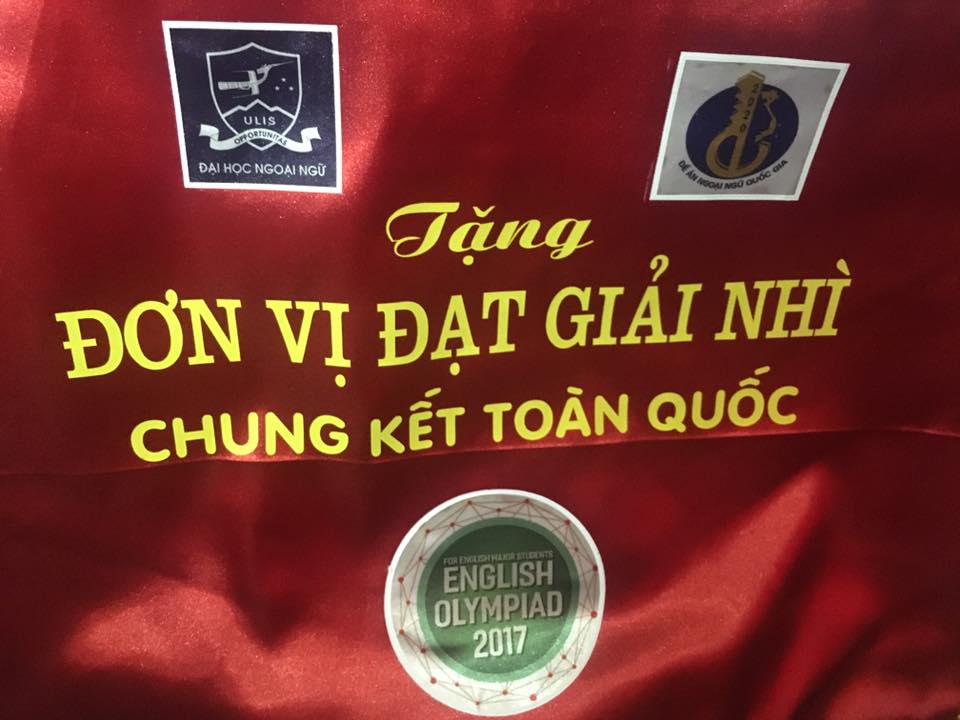 ULIS
OPPORTUNITAS
ĐẠI HỌC NGOẠI NGỮ
2020
ĐỀ ÁN NGOẠI NGỮ QUỐC GIA
Tặng
ĐƠN VỊ ĐẠT GIẢI NHÌ
CHUNG KẾT TOÀN QUỐC
FOR ENGLISH MAJOR STUDENTS
ENGLISH
OLYMPIAD
2017